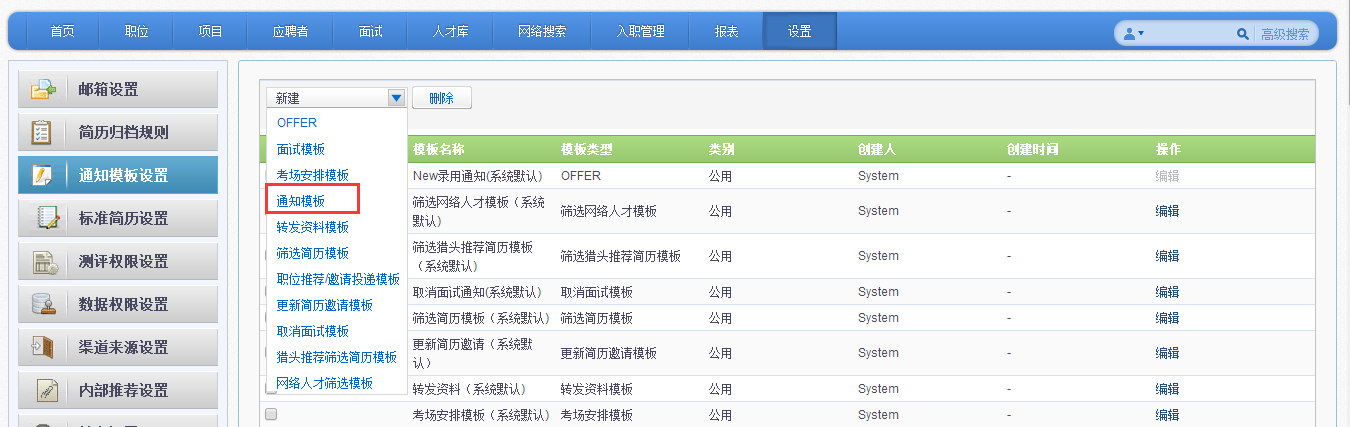 首页 职位 项目 应聘者 面试 人才库 网络搜索 入职管理 报表 设置 高级搜索
邮箱设置
简历归档规则
通知模板设置
标准简历设置
测评权限设置
数据权限设置
渠道来源设置
内部推荐设置
新建 删除
OFFER
面试模板
考场安排模板
通知模板
转发资料模板
筛选简历模板
职位推荐/邀请投递模板
更新简历邀请模板
取消面试模板
猎头推荐筛选简历模板
网络人才筛选模板
模板名称 模板类型 类别 创建人 创建时间 操作
New录用通知(系统默认) OFFER 公用 System - 编辑
筛选网络人才模板（系统
默认） 筛选网络人才模板 公用 System - 编辑
筛选猎头推荐简历模板
（系统默认） 筛选猎头推荐简历模板 公用 System - 编辑
取消面试通知(系统默认) 取消面试模板 公用 System - 编辑
筛选简历模板（系统默认） 筛选简历模板 公用 System - 编辑
更新简历邀请（系统默
认） 更新简历邀请模板 公用 System - 编辑
转发资料（系统默认） 转发资料模板 公用 System - 编辑
考场安排模板（系统默认） 考场安排模板 公用 System - 编辑